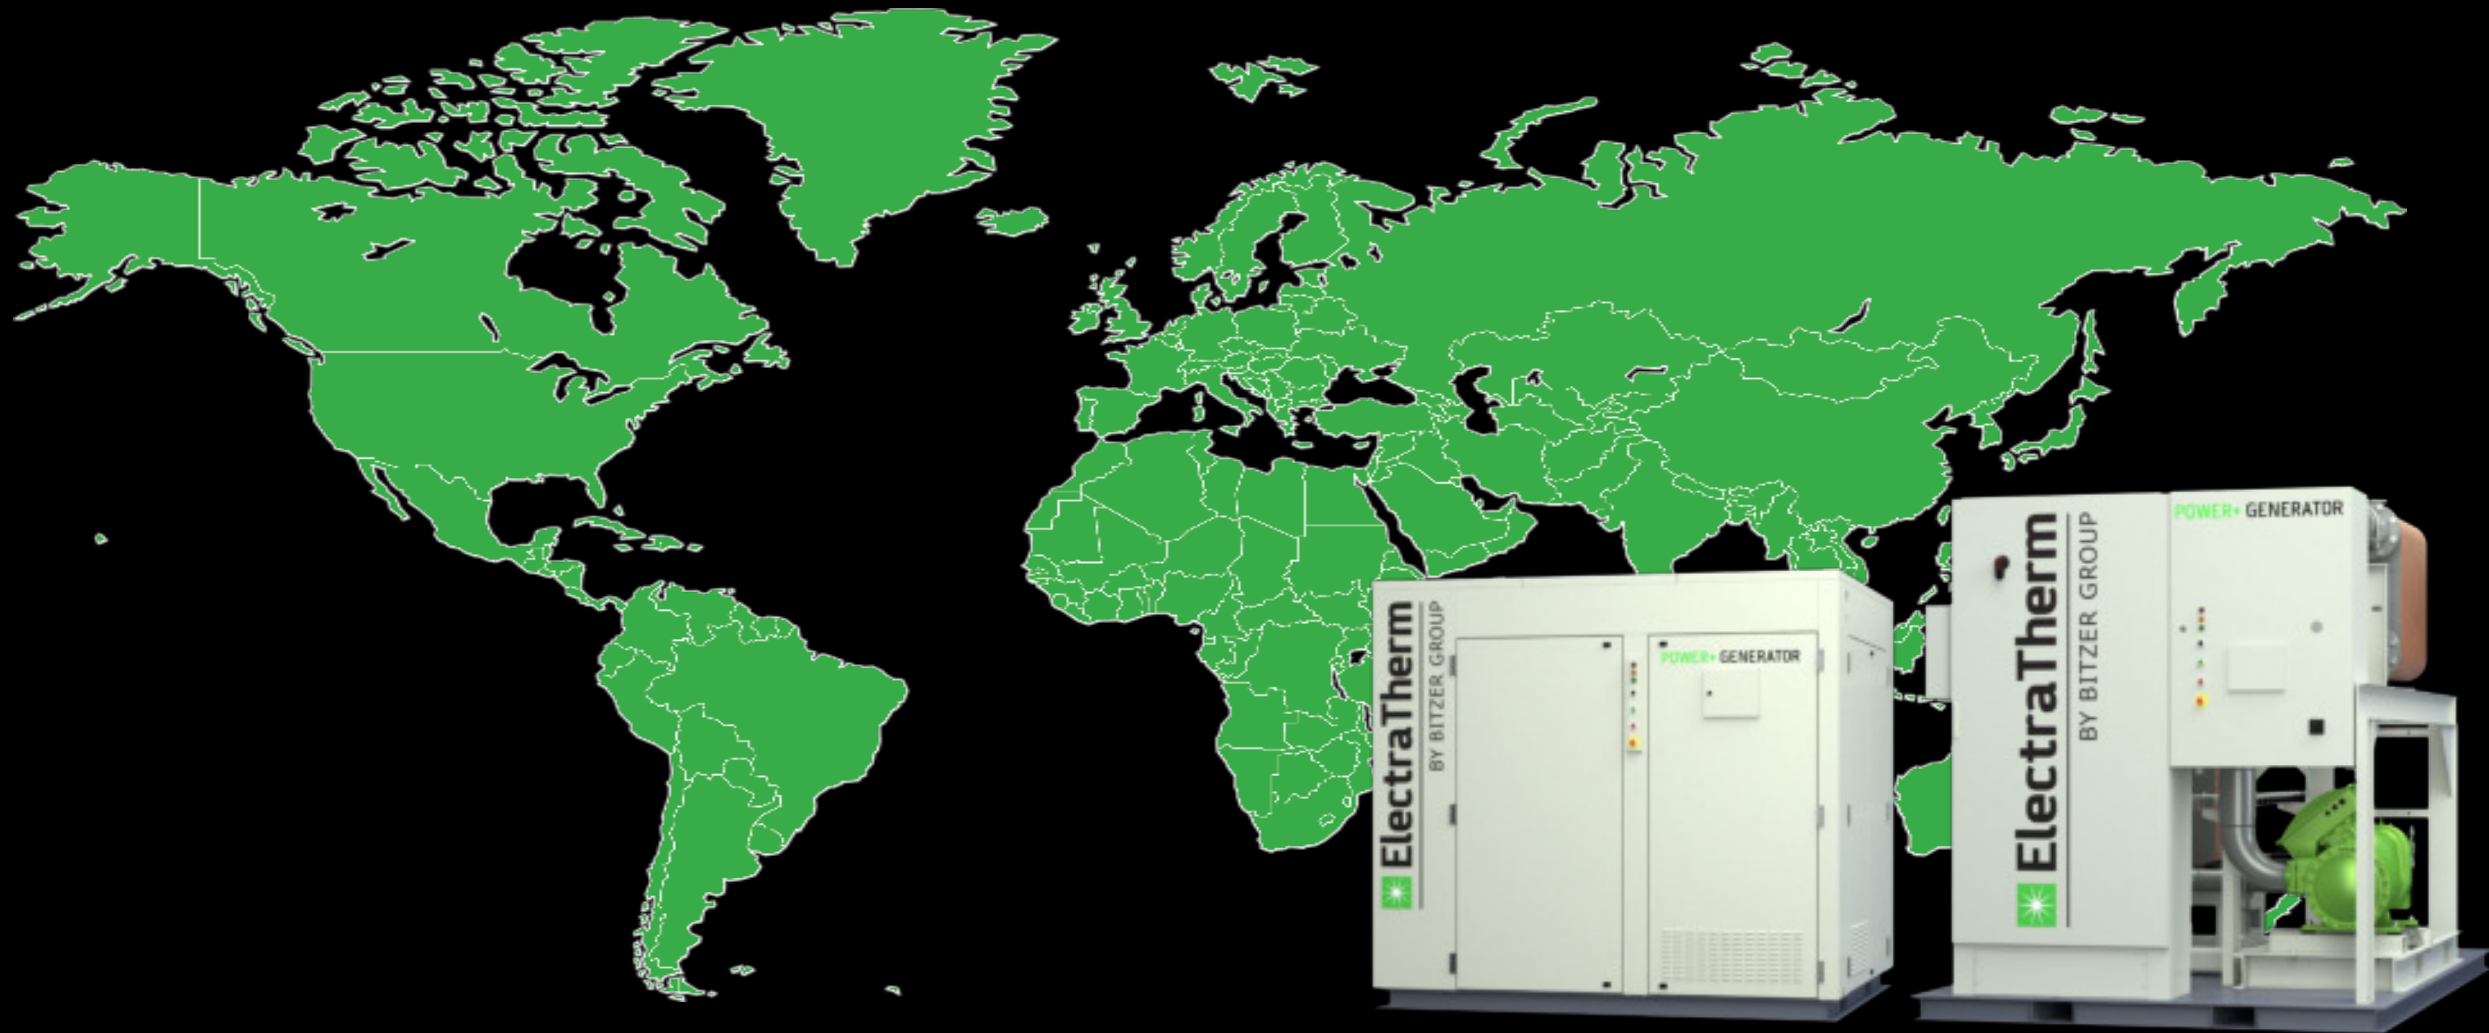 ElectraTherm
BY BITZER GROUP
POWER+ GENERATOR
ElectraTherm
BY BITZER GROUP
POWER+ GENERATOR